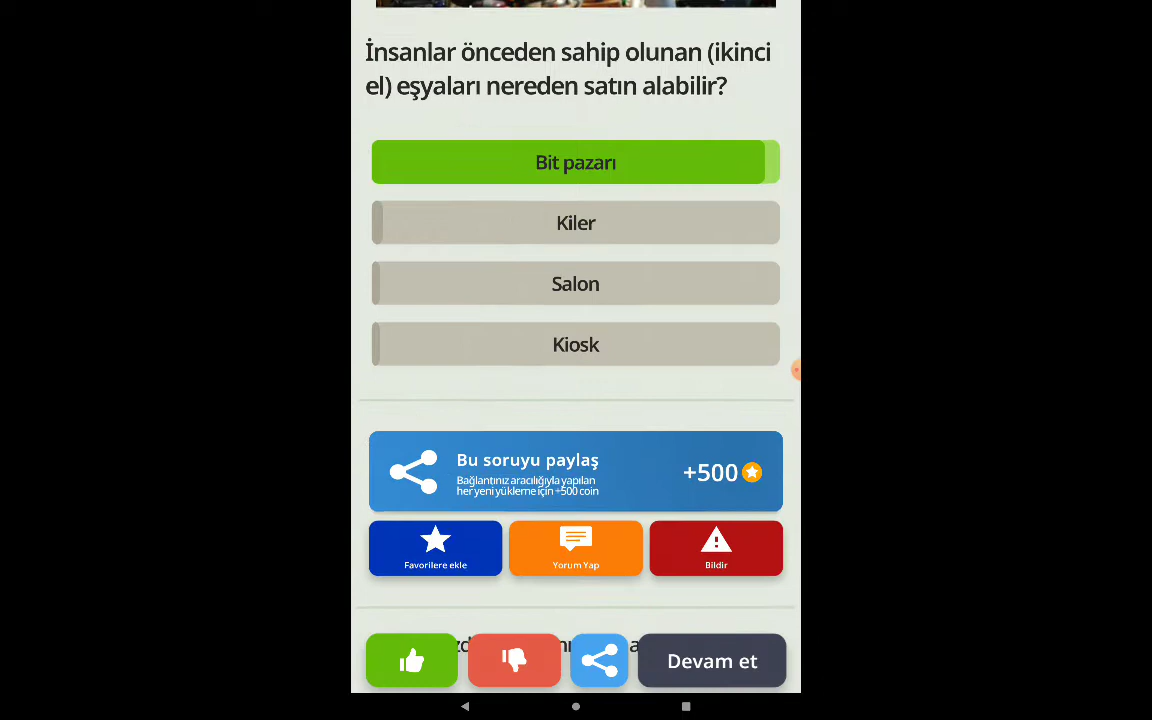 İnsanlar önceden sahip olunan (ikinci
el) eşyaları nereden satın alabilir?
Bit pazarı
Kiler
Salon
Kiosk
Bu soruyu paylaş
Bağlantınız aracılığıyla yapılan
her yeni yükleme için +500 coin
+500
Favorilere ekle
Yorum Yap
Bildir
Devam et